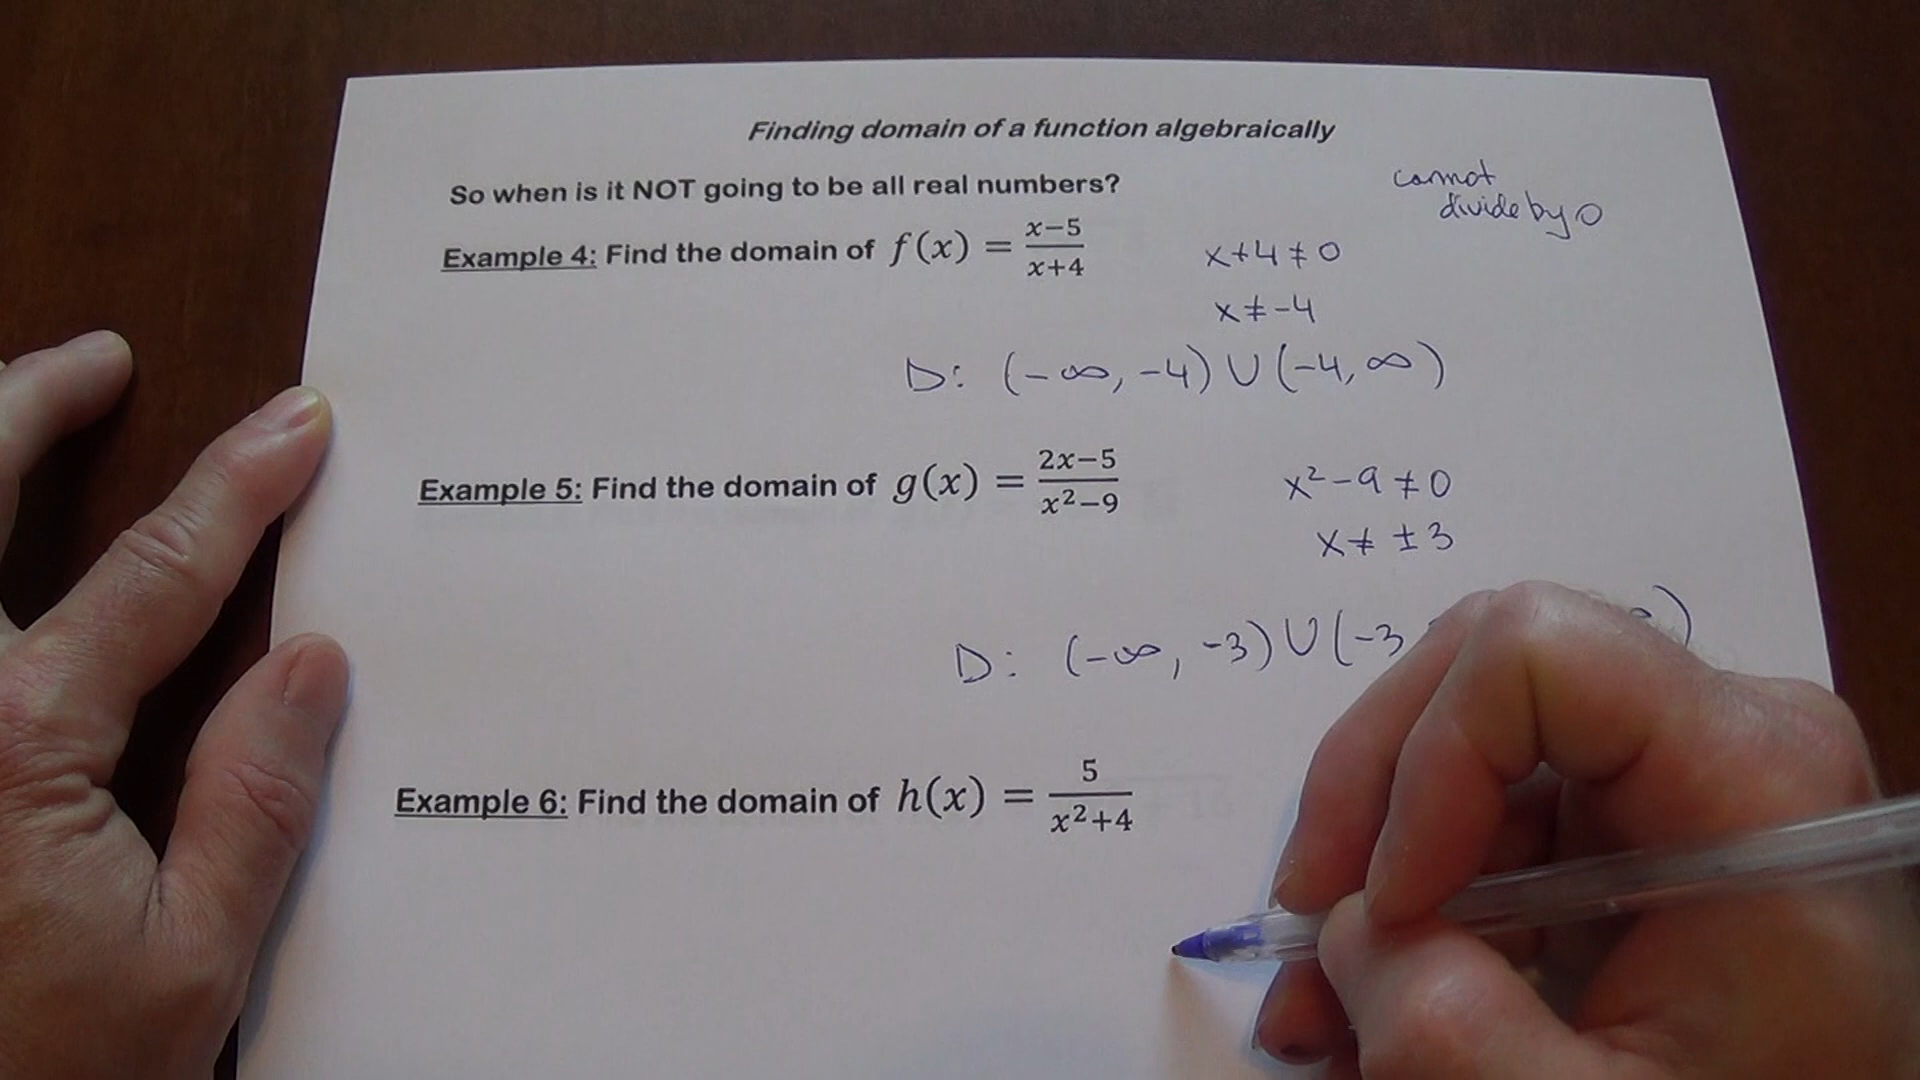 Finding domain of a function algebraically
So when is it NOT going to be all real numbers?
cannot
divide by 0
Example 4: Find the domain of f(x) = x−5/x+4
x+4 ≠ 0
x ≠ -4
D: (-∞, -4) ∪ (-4, ∞)
Example 5: Find the domain of g(x) = 2x−5/x²−9
x²-9 ≠ 0
x ≠ ±3
D: (-∞, -3) ∪ (-3 )
Example 6: Find the domain of h(x) = 5/x²+4